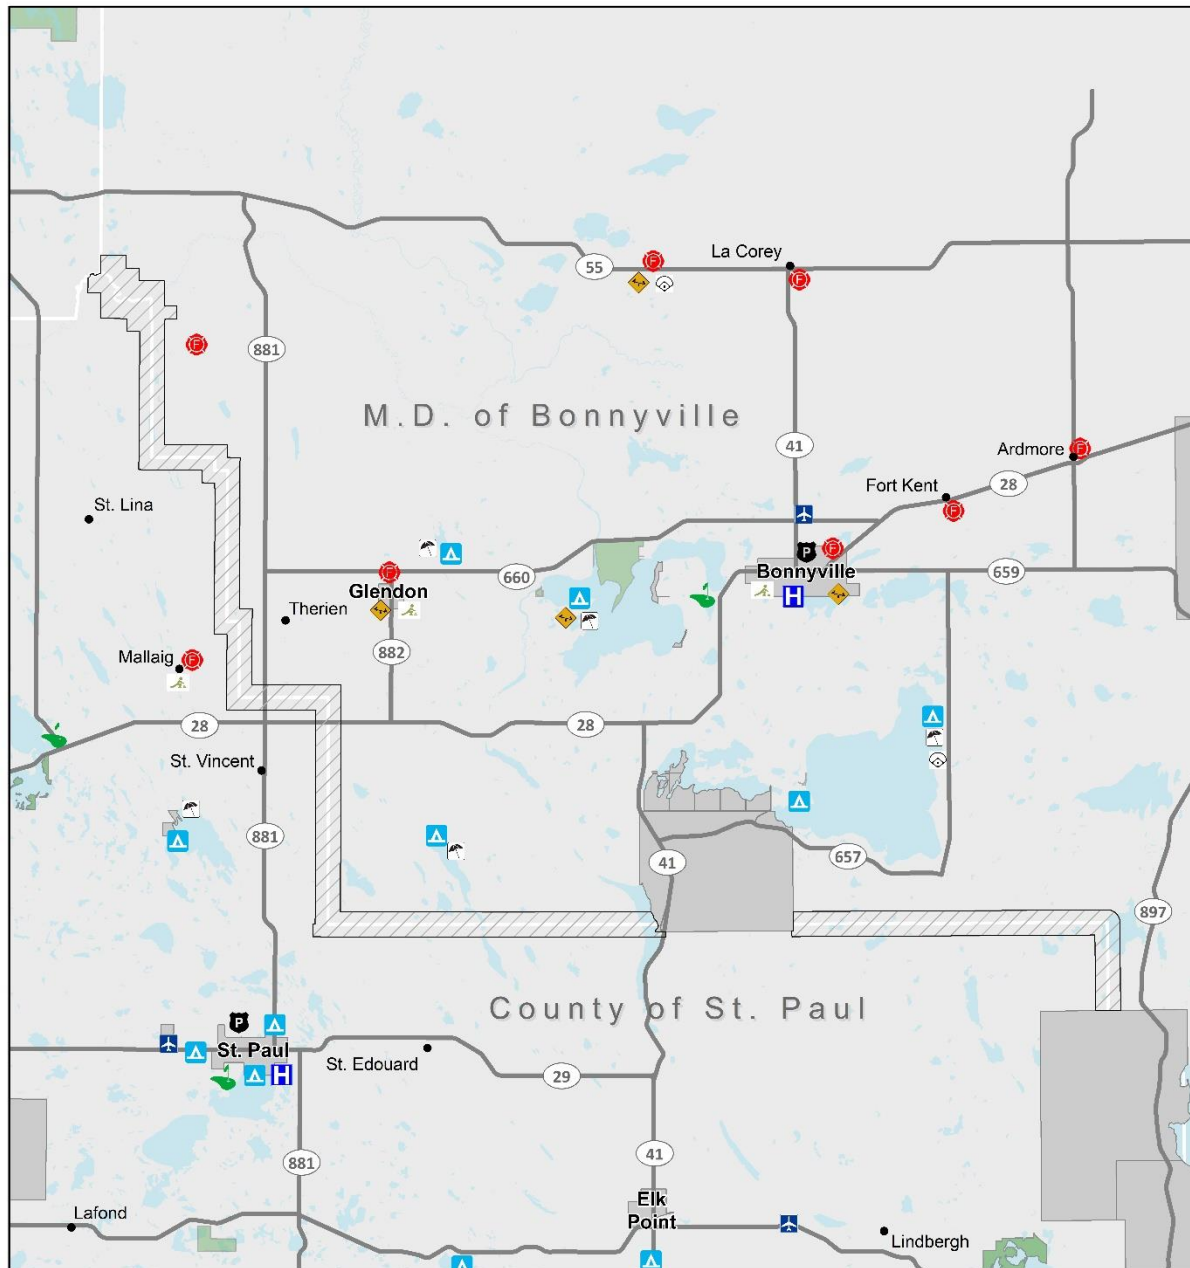 La Corey
F
55
F
F
881
M.D. of Bonnyville
41
Ardmore
F
Fort Kent
28
F
St. Lina
P
F
Bonnyville
F
Glendon
660
659
H
Therien
882
Mallaig
F
28
28
St. Vincent
881
41
657
897
County of St. Paul
P
St. Paul
H
St. Edouard
29
881
41
Elk
Point
Lafond
Lindbergh